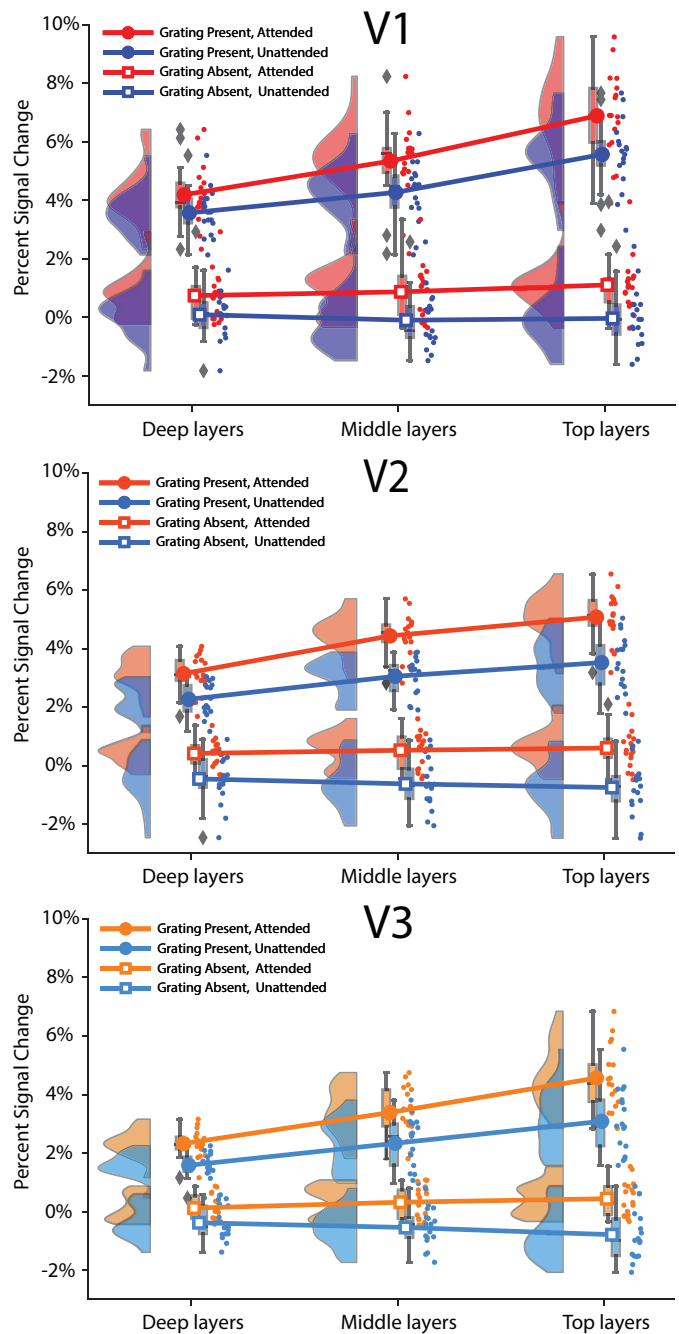 V1
10%
8%
6%
4%
2%
0%
-2%
Percent Signal Change
Grating Present, Attended
Grating Present, Unattended
Grating Absent, Attended
Grating Absent, Unattended
Deep layers
Middle layers
Top layers
V2
10%
8%
6%
4%
2%
0%
-2%
Percent Signal Change
Grating Present, Attended
Grating Present, Unattended
Grating Absent, Attended
Grating Absent, Unattended
Deep layers
Middle layers
Top layers
V3
10%
8%
6%
4%
2%
0%
-2%
Percent Signal Change
Grating Present, Attended
Grating Present, Unattended
Grating Absent, Attended
Grating Absent, Unattended
Deep layers
Middle layers
Top layers